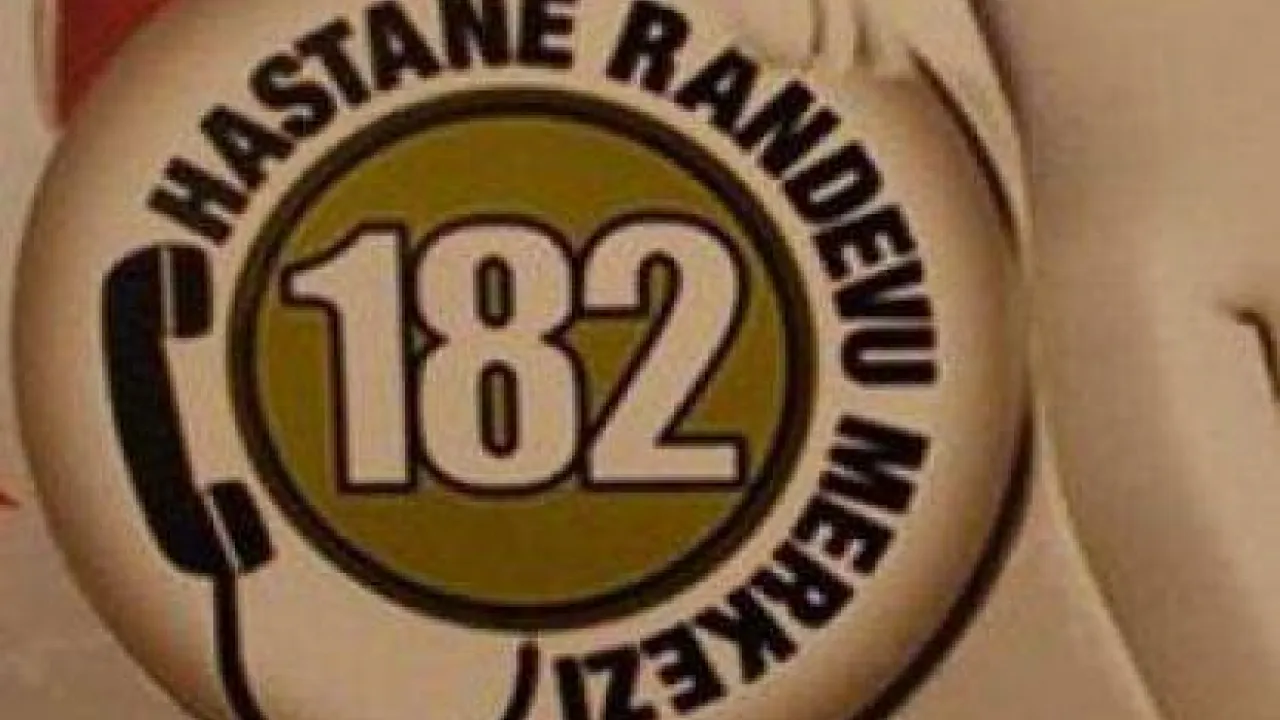 HASTANE RANDEVU MERKEZİ
182